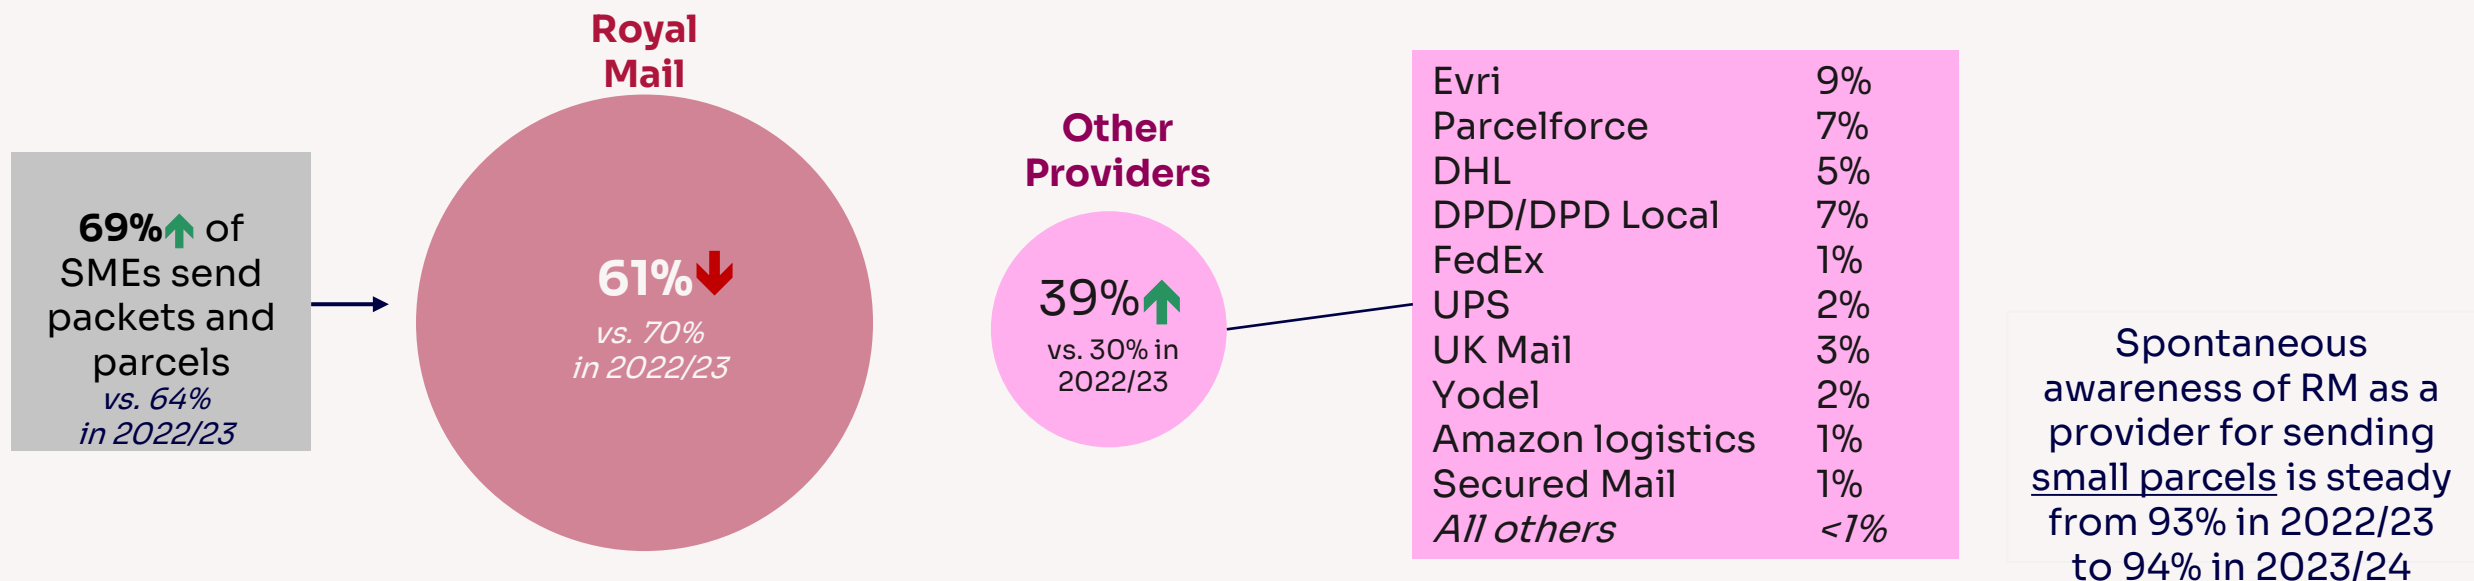 Royal
Mail
69% of
SMEs send
packets and
parcels
vs. 64%
in 2022/23
61%
vs. 70%
in 2022/23
Other
Providers
39%
vs. 30% in
2022/23
Evri 9%
Parcelforce 7%
DHL 5%
DPD/DPD Local 7%
FedEx 1%
UPS 2%
UK Mail 3%
Yodel 2%
Amazon logistics 1%
Secured Mail 1%
All others <1%
Spontaneous
awareness of RM as a
provider for sending
small parcels is steady
from 93% in 2022/23
to 94% in 2023/24